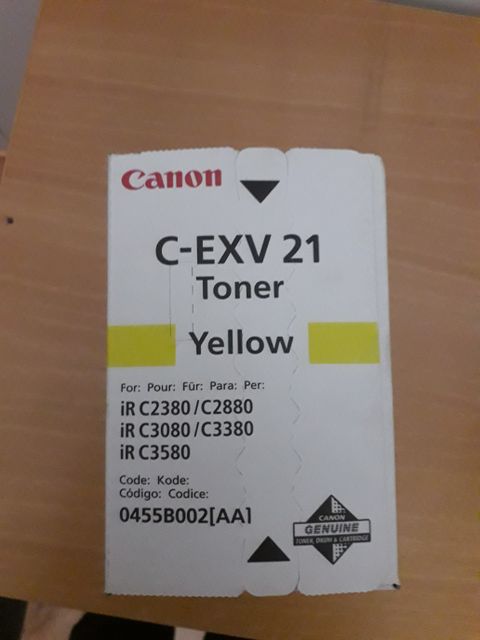 Canon
C-EXV 21
Toner
Yellow
For: Pour: Für: Para: Per:
iR C2380/C2880
iR C3080/C3380
iR C3580
Code: Kode:
Código: Codice:
0455B002[AA]
CANON
GENUINE
TONER, DRUM & CARTRIDGE